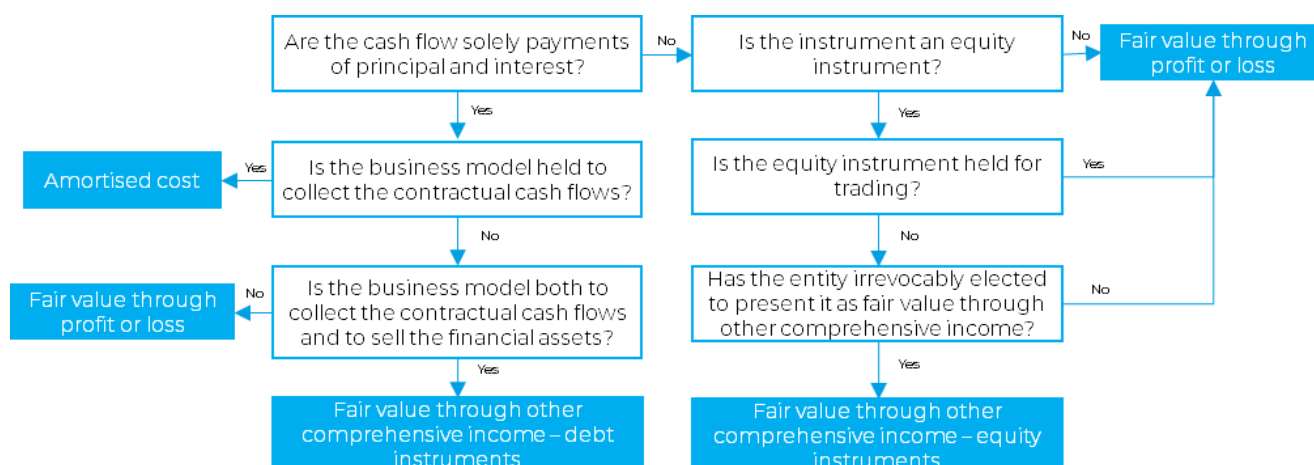 Are the cash flow solely payments
of principal and interest?
No
Is the instrument an equity
instrument?
No
Fair value through
profit or loss
Yes
Yes
Amortised cost
Yes
Is the business model held to
collect the contractual cash flows?
Is the equity instrument held for
trading?
Yes
No
No
Fair value through
profit or loss
No
Is the business model both to
collect the contractual cash flows
and to sell the financial assets?
Has the entity irrevocably elected
to present it as fair value through
other comprehensive income?
No
Yes
Yes
Fair value through other
comprehensive income – debt
instruments
Fair value through other
comprehensive income – equity
instruments